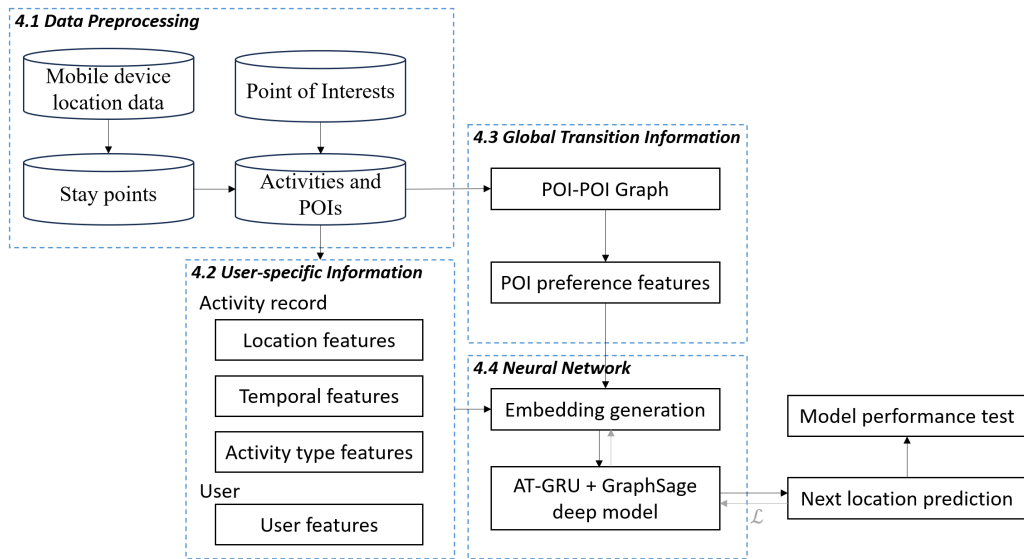 4.1 Data Preprocessing
Mobile device
location data
Point of Interests
Stay points
Activities and
POIs
4.2 User-specific Information
Activity record
Location features
Temporal features
Activity type features
User
User features
4.3 Global Transition Information
POI-POI Graph
POI preference features
4.4 Neural Network
Embedding generation
AT-GRU + GraphSage
deep model
ℒ
Model performance test
Next location prediction